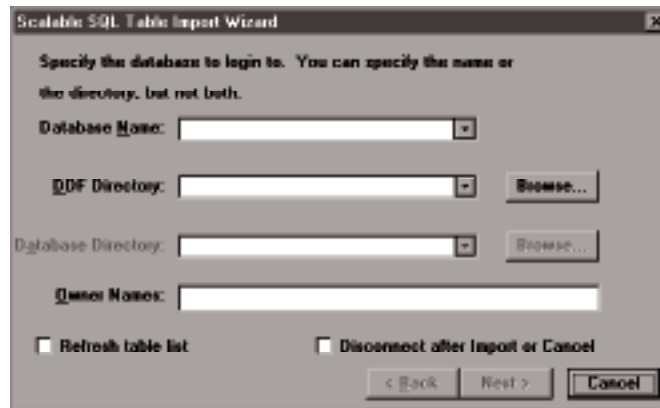 Scalable SQL Table Import Wizard
Specify the database to login to. You can specify the name or
the directory, but not both.
Database Name:
DDF Directory:
Browse...
Database Directory:
Browse...
Owner Names:
Refresh table list
Disconnect after Import or Cancel
< Back
Next >
Cancel